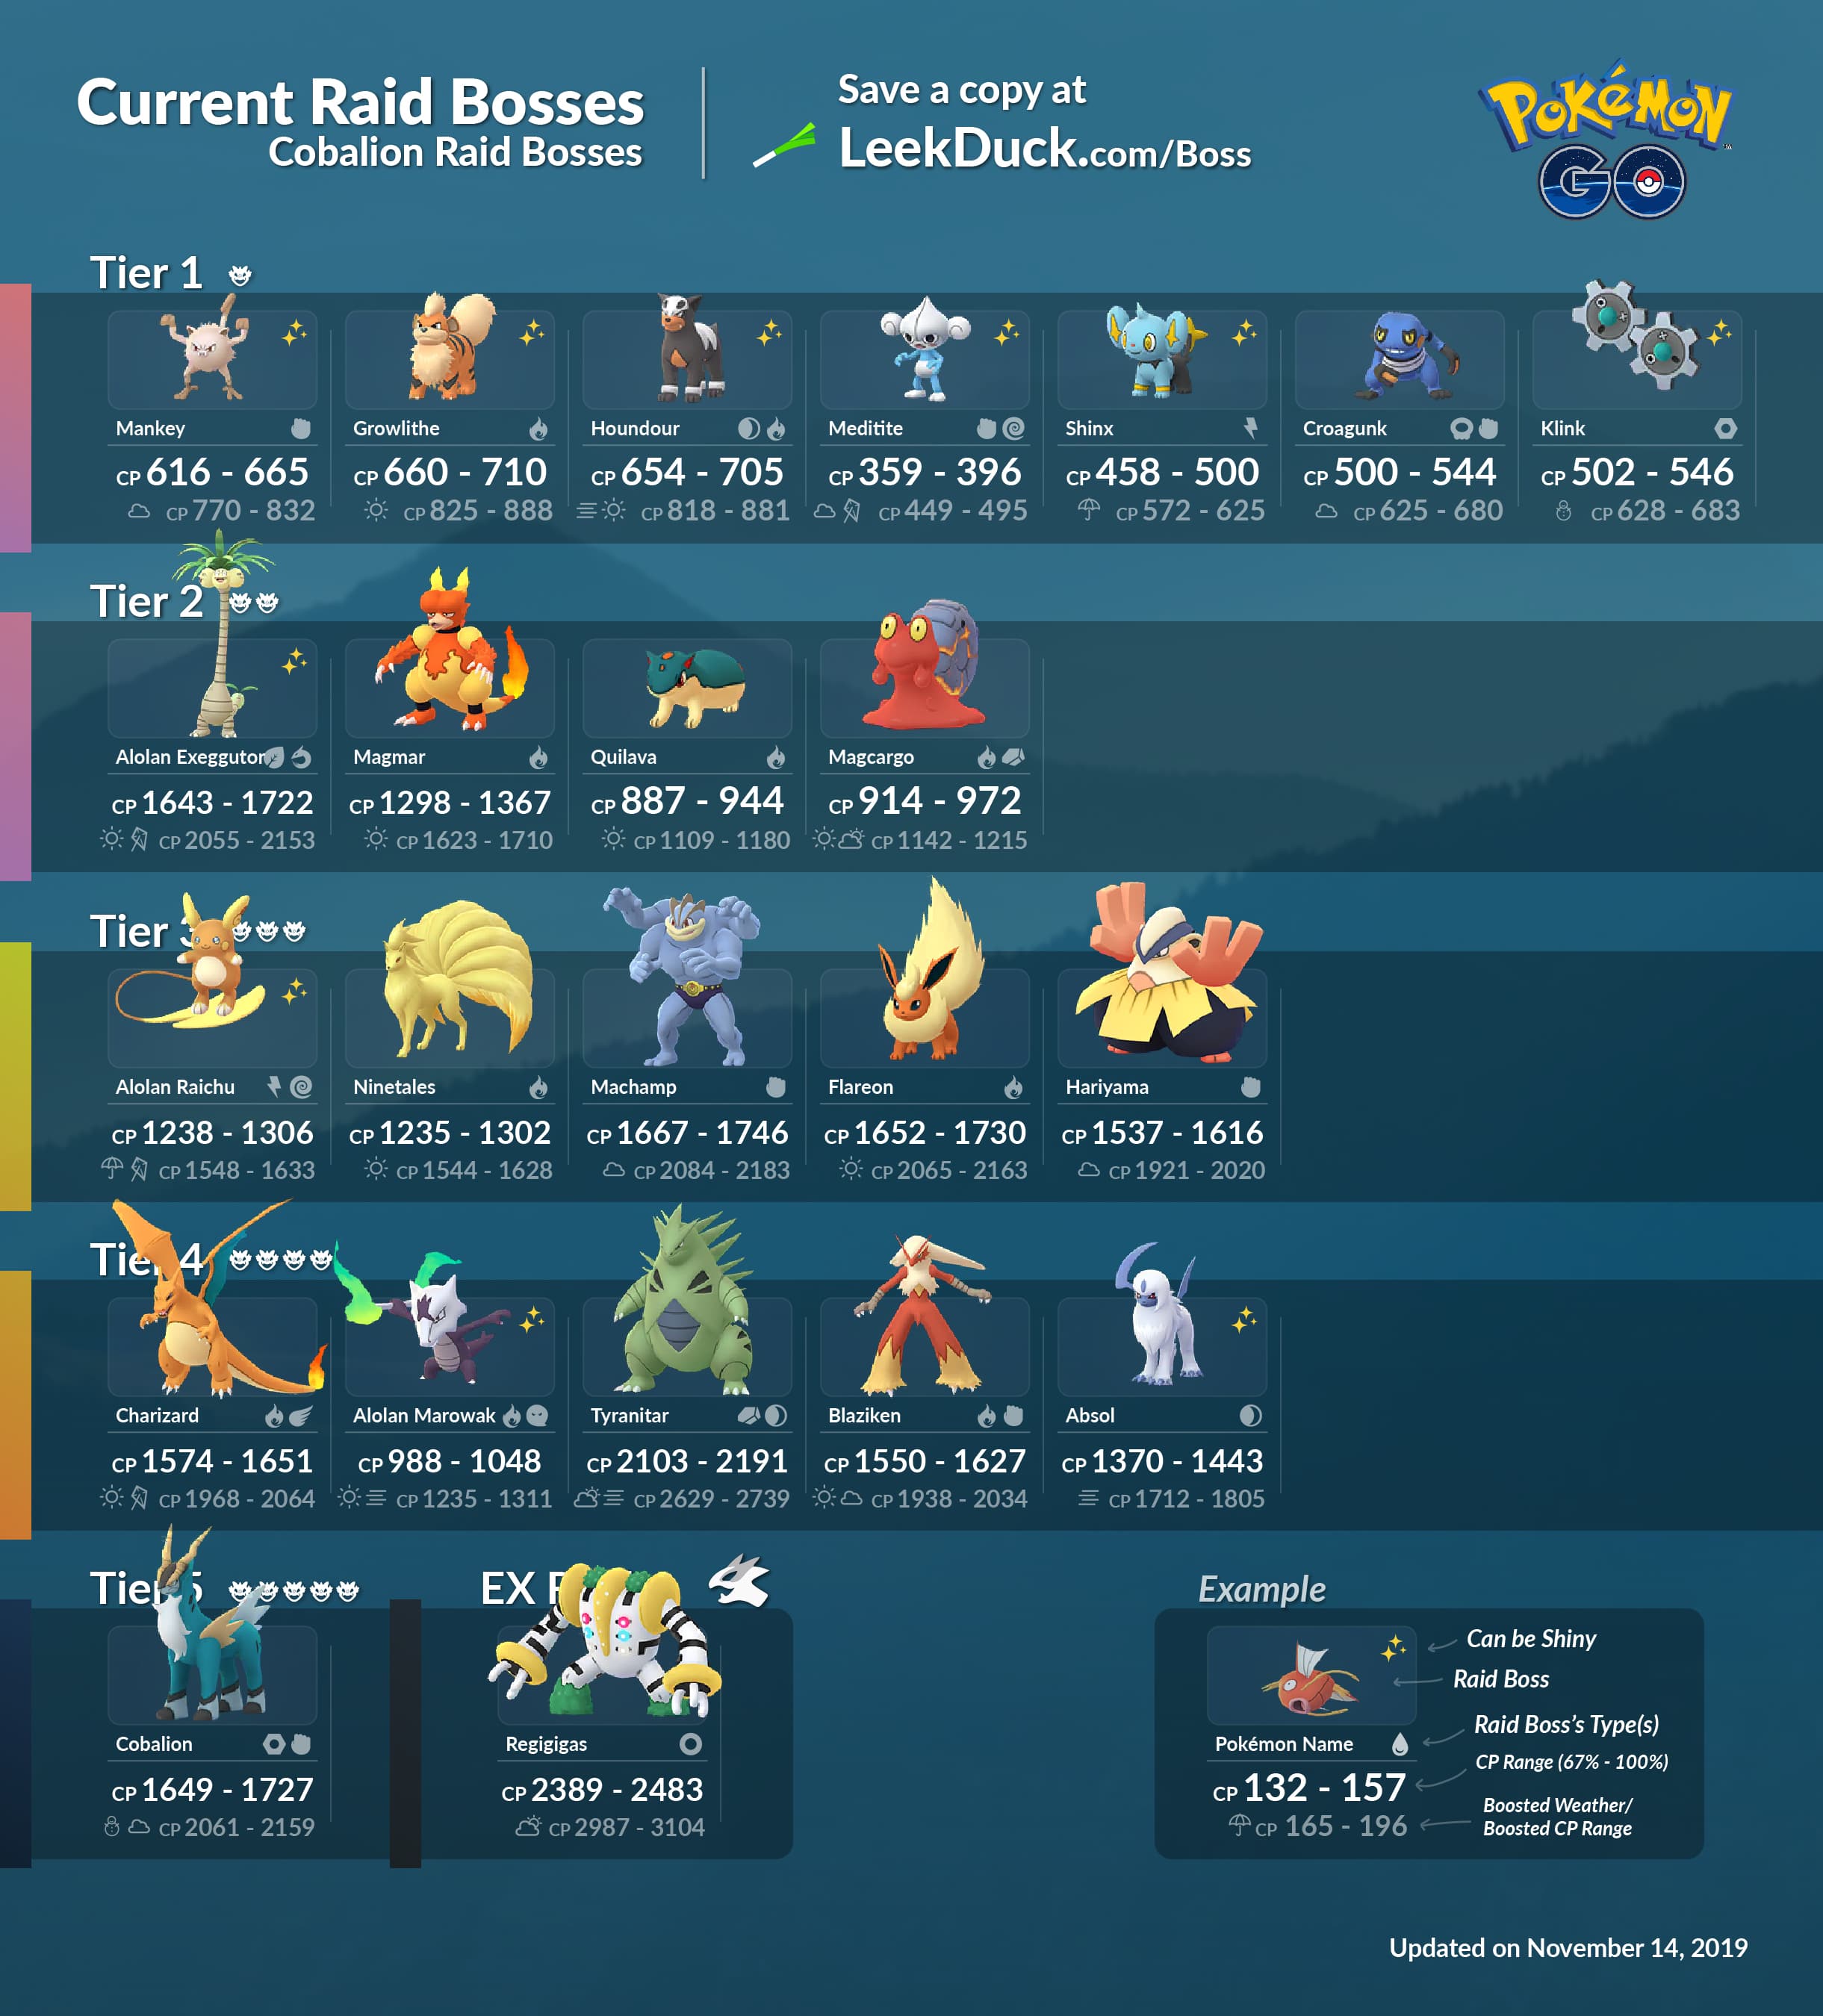 Current Raid Bosses
Cobalion Raid Bosses
Save a copy at
LeekDuck.com/Boss
POKéMON
GO
Tier 1
Mankey
CP 616 - 665
CP 770 - 832
Growlithe
CP 660 - 710
CP 825 - 888
Houndour
CP 654 - 705
CP 818 - 881
Meditite
CP 359 - 396
CP 449 - 495
Shinx
CP 458 - 500
CP 572 - 625
Croagunk
CP 500 - 544
CP 625 - 680
Klink
CP 502 - 546
CP 628 - 683
Tier 2
Alolan Exeggutor
CP 1643 - 1722
CP 2055 - 2153
Magmar
CP 1298 - 1367
CP 1623 - 1710
Quilava
CP 887 - 944
CP 1109 - 1180
Magcargo
CP 914 - 972
CP 1142 - 1215
Tier 3
Alolan Raichu
CP 1238 - 1306
CP 1548 - 1633
Ninetales
CP 1235 - 1302
CP 1544 - 1628
Machamp
CP 1667 - 1746
CP 2084 - 2183
Flareon
CP 1652 - 1730
CP 2065 - 2163
Hariyama
CP 1537 - 1616
CP 1921 - 2020
Tier 4
Charizard
CP 1574 - 1651
CP 1968 - 2064
Alolan Marowak
CP 988 - 1048
CP 1235 - 1311
Tyranitar
CP 2103 - 2191
CP 2629 - 2739
Blaziken
CP 1550 - 1627
CP 1938 - 2034
Absol
CP 1370 - 1443
CP 1712 - 1805
Tier 5
Cobalion
CP 1649 - 1727
CP 2061 - 2159
EX
Regigigas
CP 2389 - 2483
CP 2987 - 3104
Example
Can be Shiny
Raid Boss
Raid Boss's Type(s)
Pokémon Name
CP Range (67% - 100%)
CP 132 - 157
Boosted Weather/
Boosted CP Range
CP 165 - 196
Updated on November 14, 2019